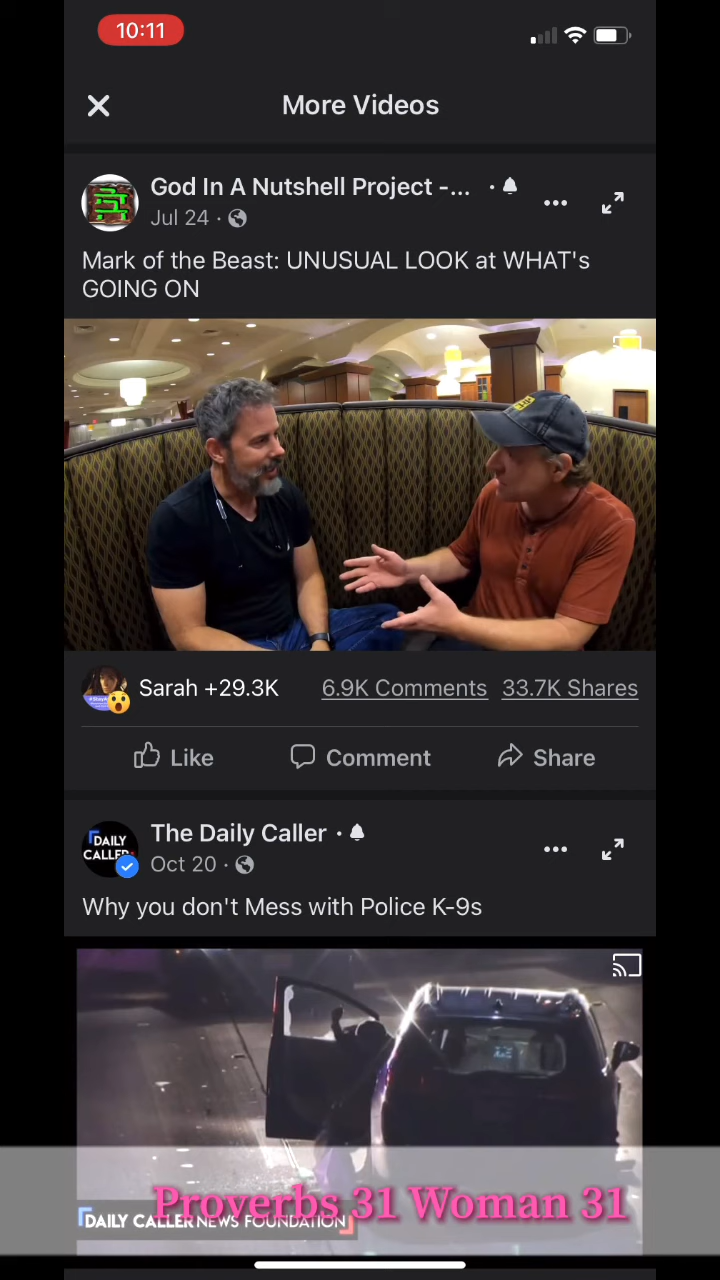 10:11
More Videos
God In A Nutshell Project -...
Jul 24 ·
Mark of the Beast: UNUSUAL LOOK at WHAT's
GOING ON
Sarah +29.3K 6.9K Comments 33.7K Shares
Like Comment Share
DAILY
CALLER
The Daily Caller ·
Oct 20 ·
Why you don't Mess with Police K-9s
Proverbs 31 Woman 31
DAILY CALLER NEWS FOUNDATION